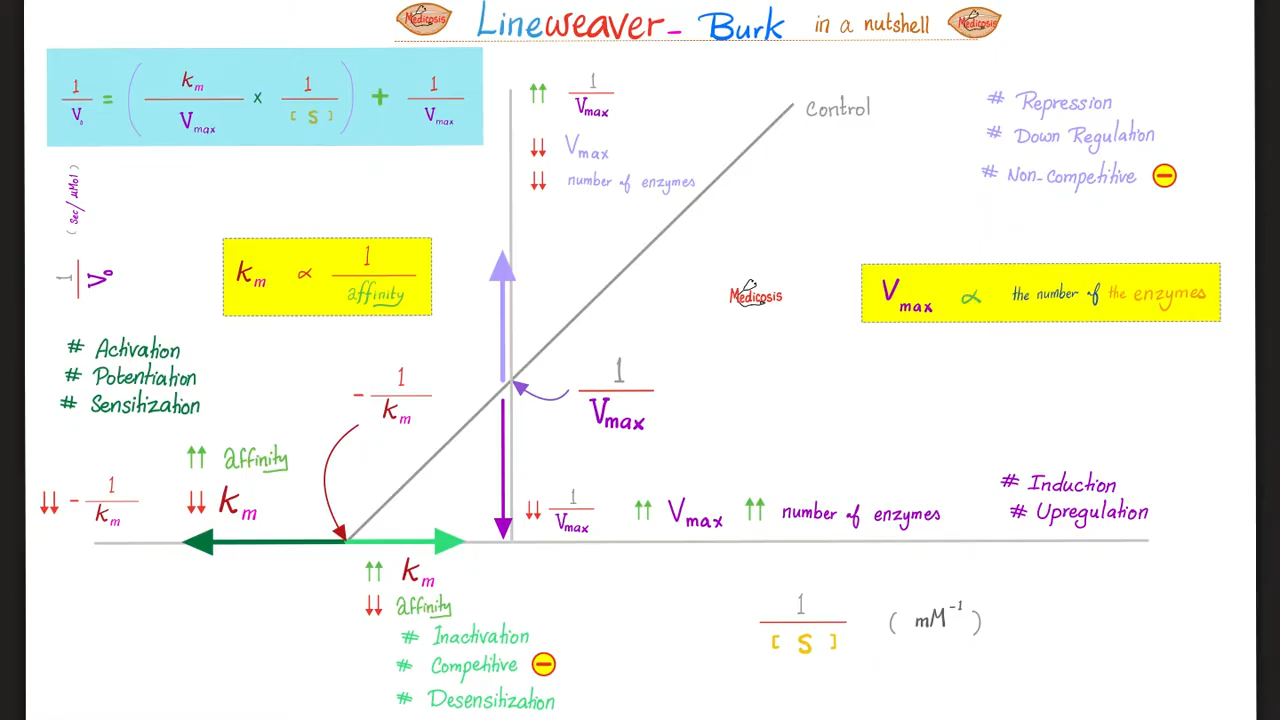 Medicosis
Lineweaver - Burk in a nutshell
Medicosis
1/V₀ = (km/Vmax × 1/[S]) + 1/Vmax
↑↑ 1/Vmax
↓↓ Vmax
↓↓ number of enzymes
Control
# Repression
# Down Regulation
# Non-competitive −
1/V₀ (sec/μMol)
km ∝ 1/affinity
Medicosis
Vmax ∝ the number of the enzymes
# Activation
# Potentiation
# Sensitization
- 1/km
1/Vmax
↑↑ affinity
↓↓ - 1/km
↓↓ km
↓↓ 1/Vmax ↑↑ Vmax ↑↑ number of enzymes
# Induction
# Upregulation
↑↑ km
↓↓ affinity
# Inactivation
# Competitive −
# Desensitization
1/[S] (mM⁻¹)